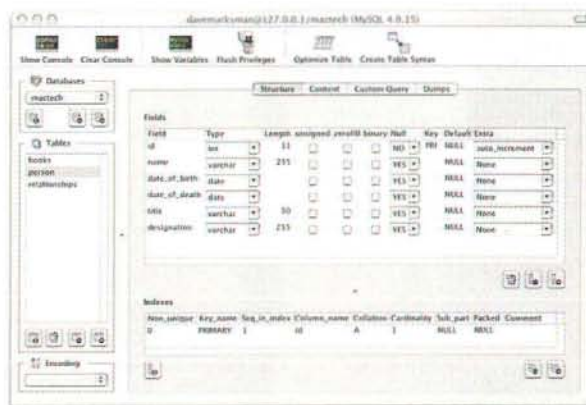 davemarksman@127.0.0.1/mactech (MySQL 4.0.15)
Show Console Clear Console Show Variables Flush Privileges Optimize Table Create Table Syntax
Databases
mactech
Tables
books
person
relationships
Encoding
Structure Content Custom Query Dumps
Fields
Field Type Length unsigned zerofill binary Null Key Default Extra
id int 11 NO PRI NULL auto_increment
name varchar 255 YES NULL None
date_of_birth date YES NULL None
date_of_death date YES NULL None
title varchar 50 YES NULL None
designation varchar 255 YES NULL None
Indexes
Non_unique Key_name Seq_in_index Column_name Collation Cardinality Sub_part Packed Comment
0 PRIMARY 1 id A 1 NULL NULL